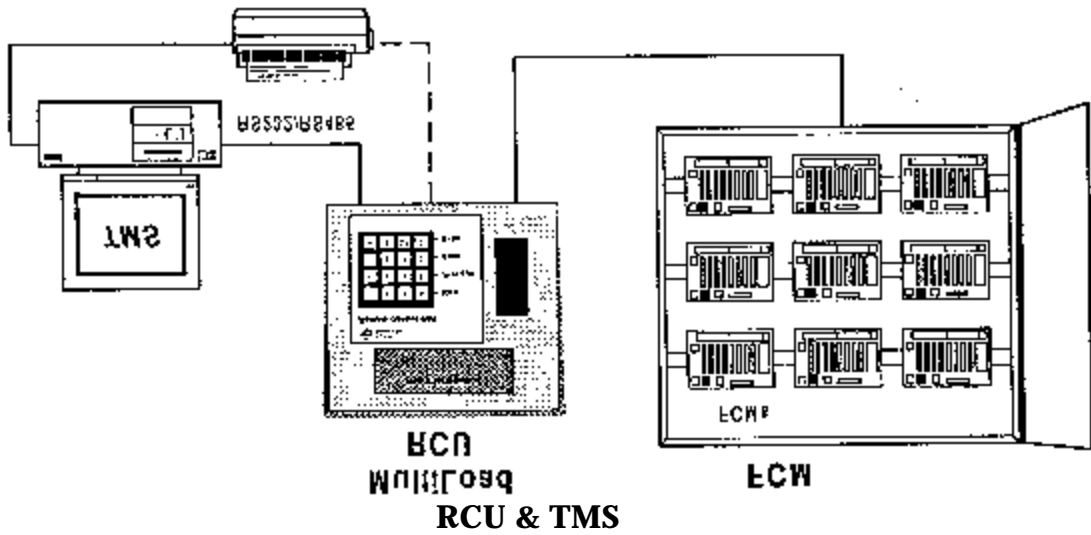 RS232/RS485
TMS
FCMs
MultiLoad
RCU
FCM
RCU & TMS